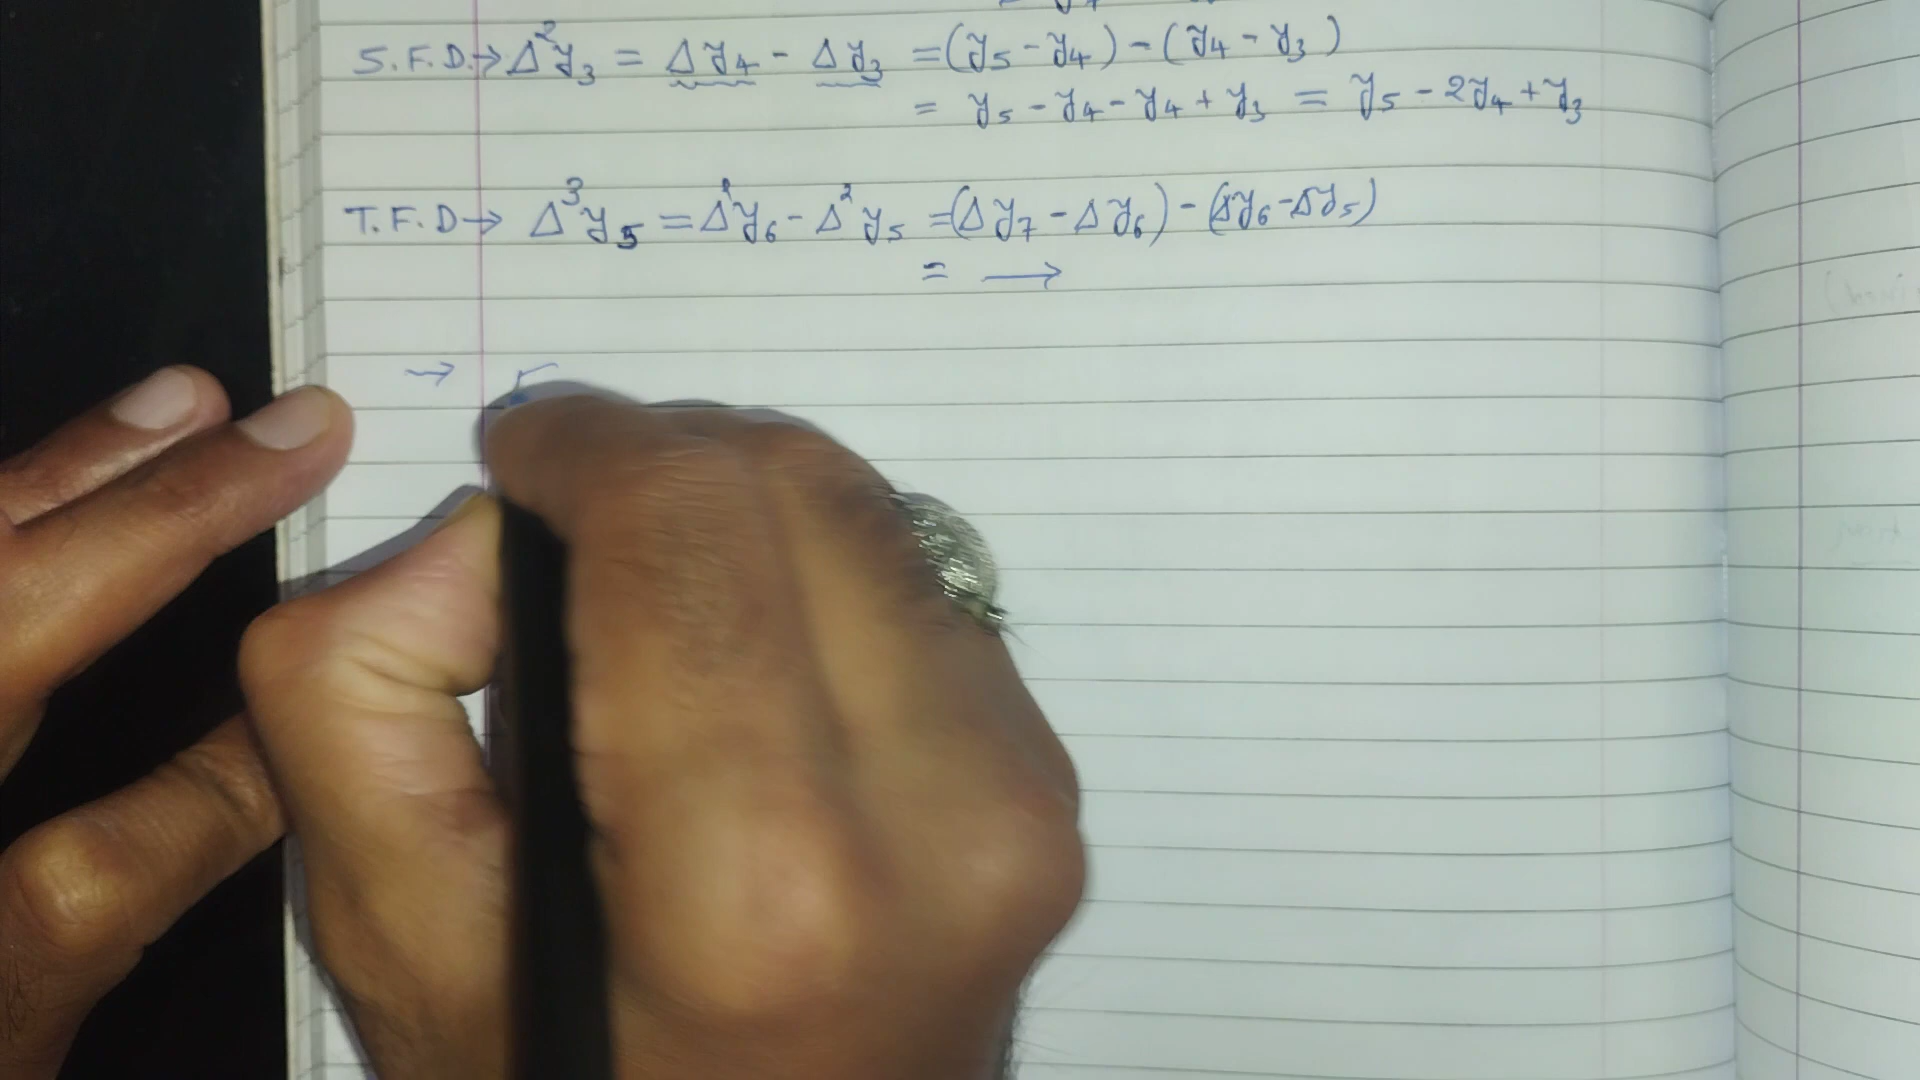 S.F.D.→ Δ²y₃ = Δy₄ - Δy₃ = (y₅ - y₄) - (y₄ - y₃)
= y₅ - y₄ - y₄ + y₃ = y₅ - 2y₄ + y₃
T.F.D→ Δ³y₅ = Δ²y₆ - Δ²y₅ = (Δy₇ - Δy₆) - (Δy₆ - Δy₅)
= →
→